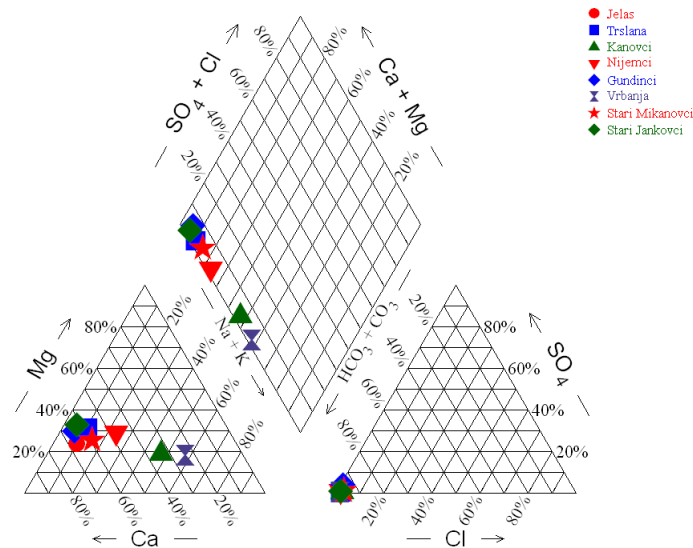 Jelas
Trslana
Kanovci
Nijemci
Gundinci
Vrbanja
Stari Mikanovci
Stari Jankovci
SO4 + Cl
Ca + Mg
80%
60%
40%
20%
80%
60%
40%
20%
Na + K
HCO3 + CO3
Mg
80%
60%
40%
20%
20%
40%
60%
80%
80%
60%
40%
20%
Ca
20%
40%
60%
80%
SO4
80%
60%
40%
20%
20%
40%
60%
80%
Cl